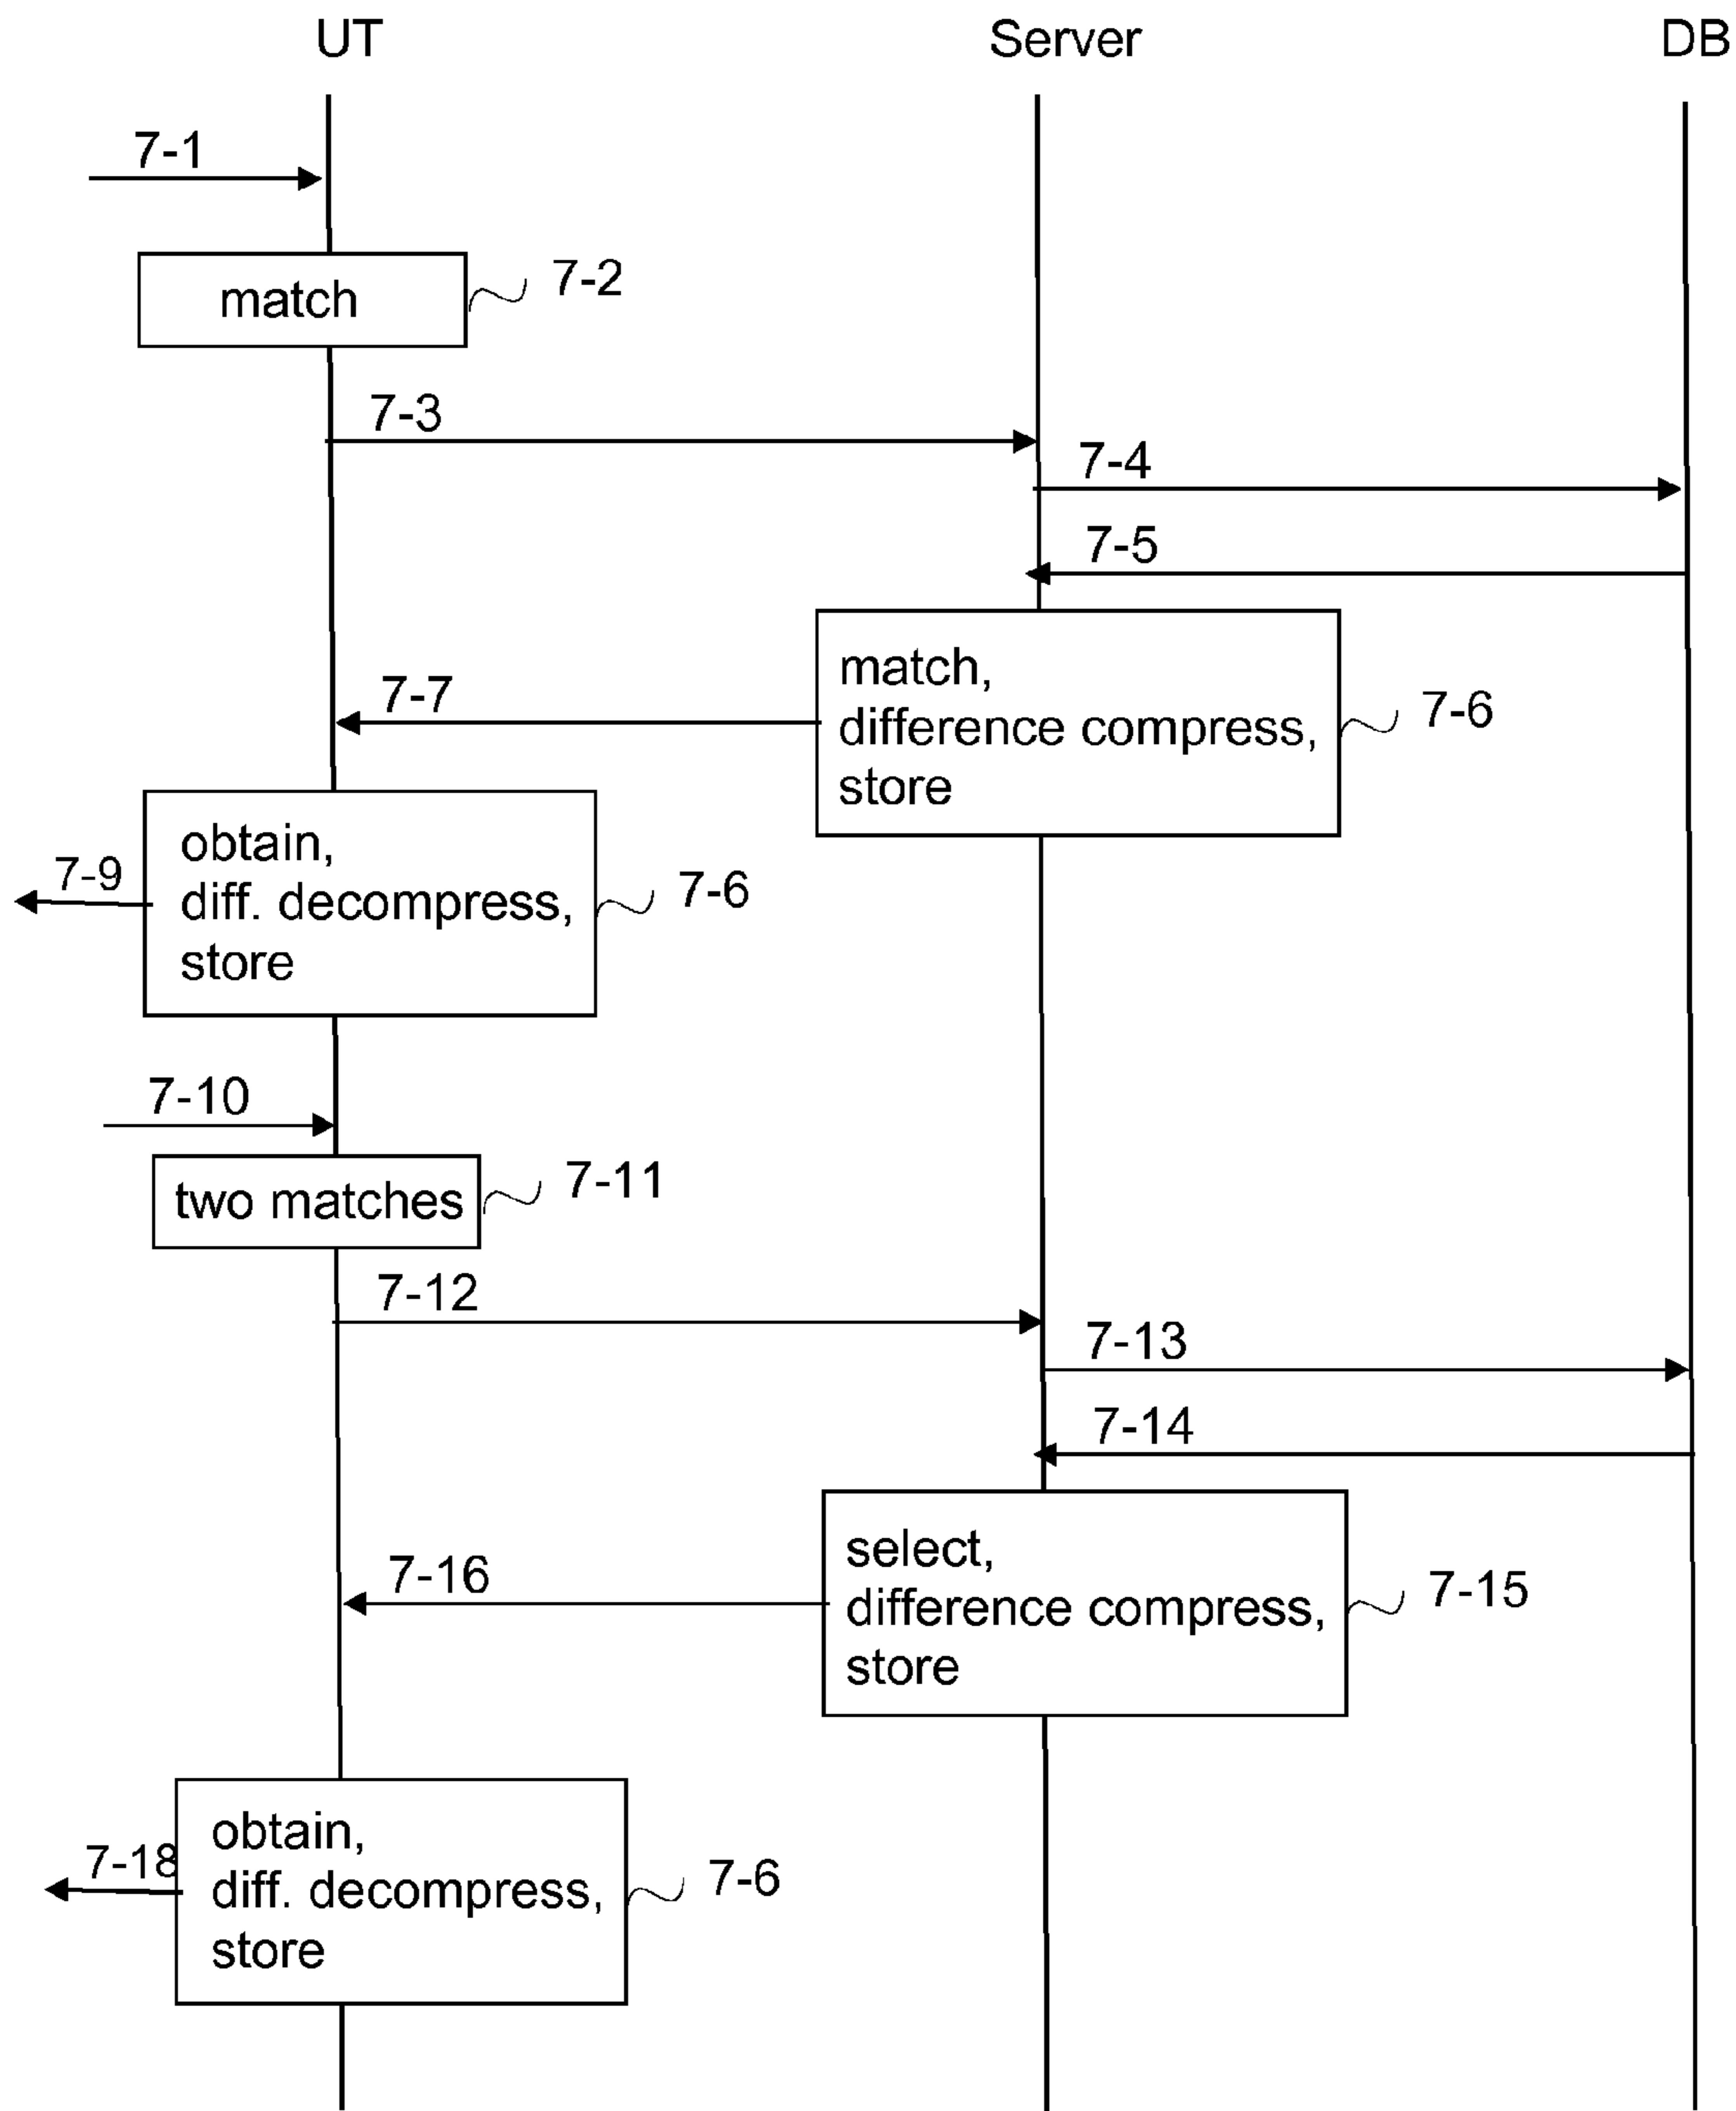 UT
Server
DB
7-1
match
7-2
7-3
7-4
7-5
match,
difference compress,
store
7-6
7-7
obtain,
diff. decompress,
store
7-6
7-9
7-10
two matches
7-11
7-12
7-13
7-14
select,
difference compress,
store
7-15
7-16
obtain,
diff. decompress,
store
7-6
7-18